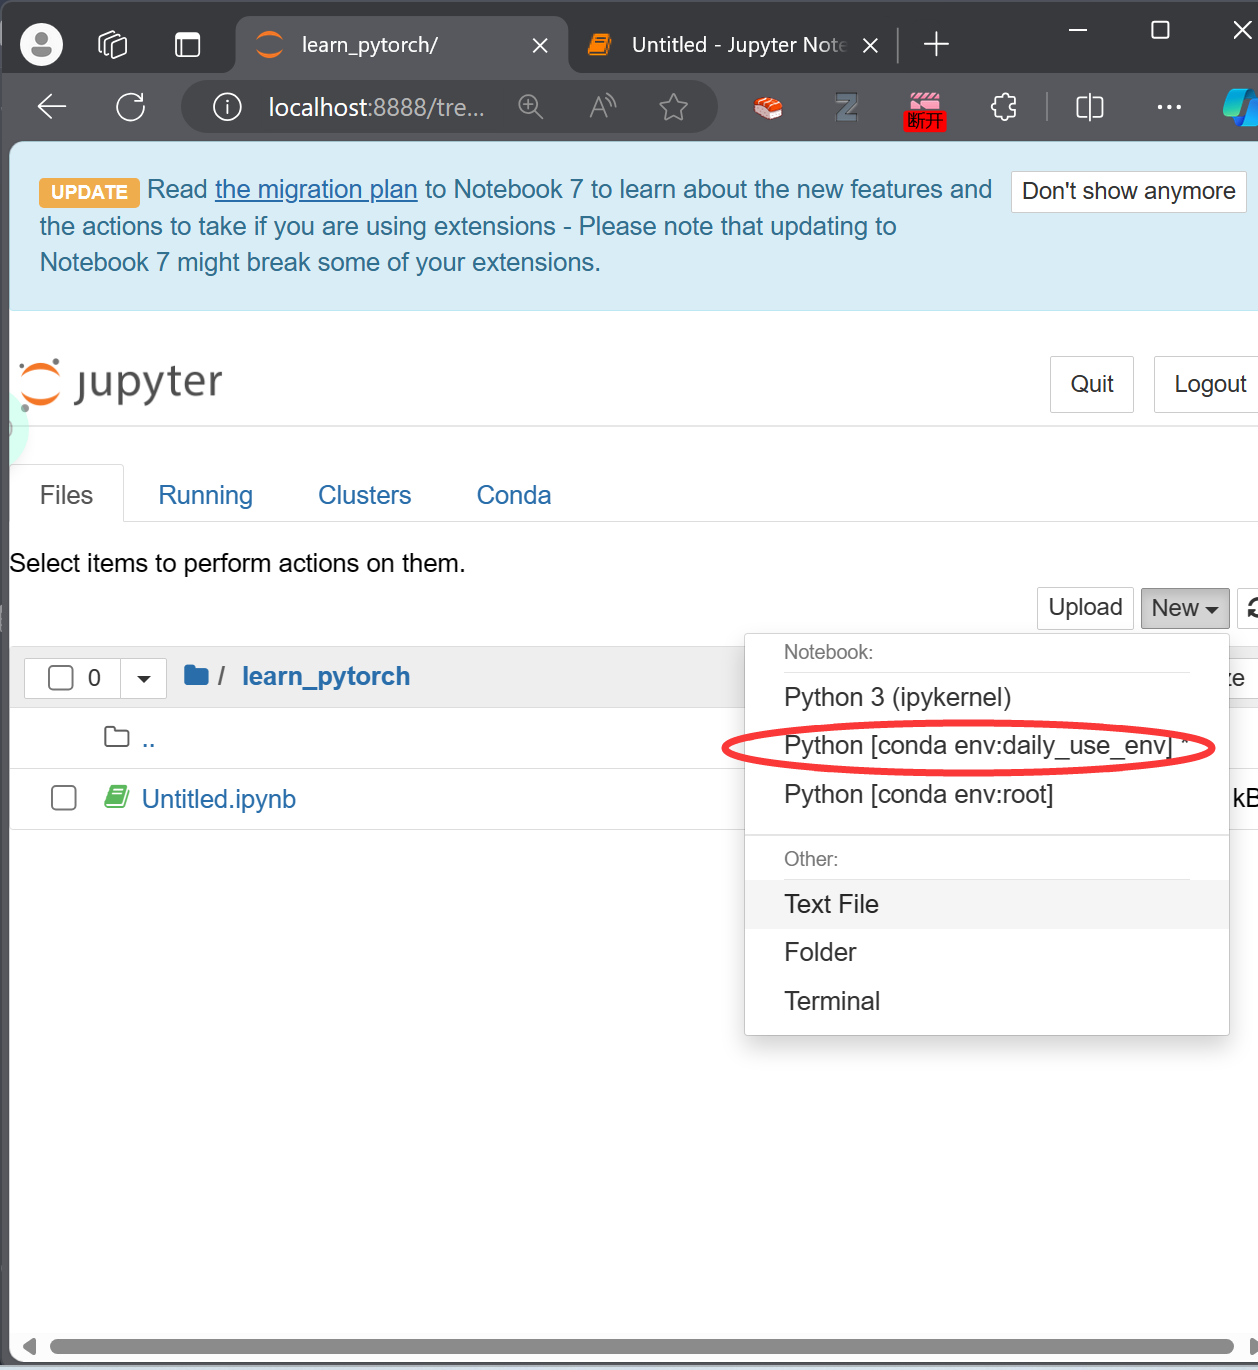 learn_pytorch/
Untitled - Jupyter Note
localhost:8888/tre...
断开
UPDATE Read the migration plan to Notebook 7 to learn about the new features and
the actions to take if you are using extensions - Please note that updating to
Notebook 7 might break some of your extensions.
Don't show anymore
jupyter
Quit
Logout
Files
Running
Clusters
Conda
Select items to perform actions on them.
Upload
New
0
/ learn_pytorch
ze
..
Untitled.ipynb
kB
Notebook:
Python 3 (ipykernel)
Python [conda env:daily_use_env] *
Python [conda env:root]
Other:
Text File
Folder
Terminal